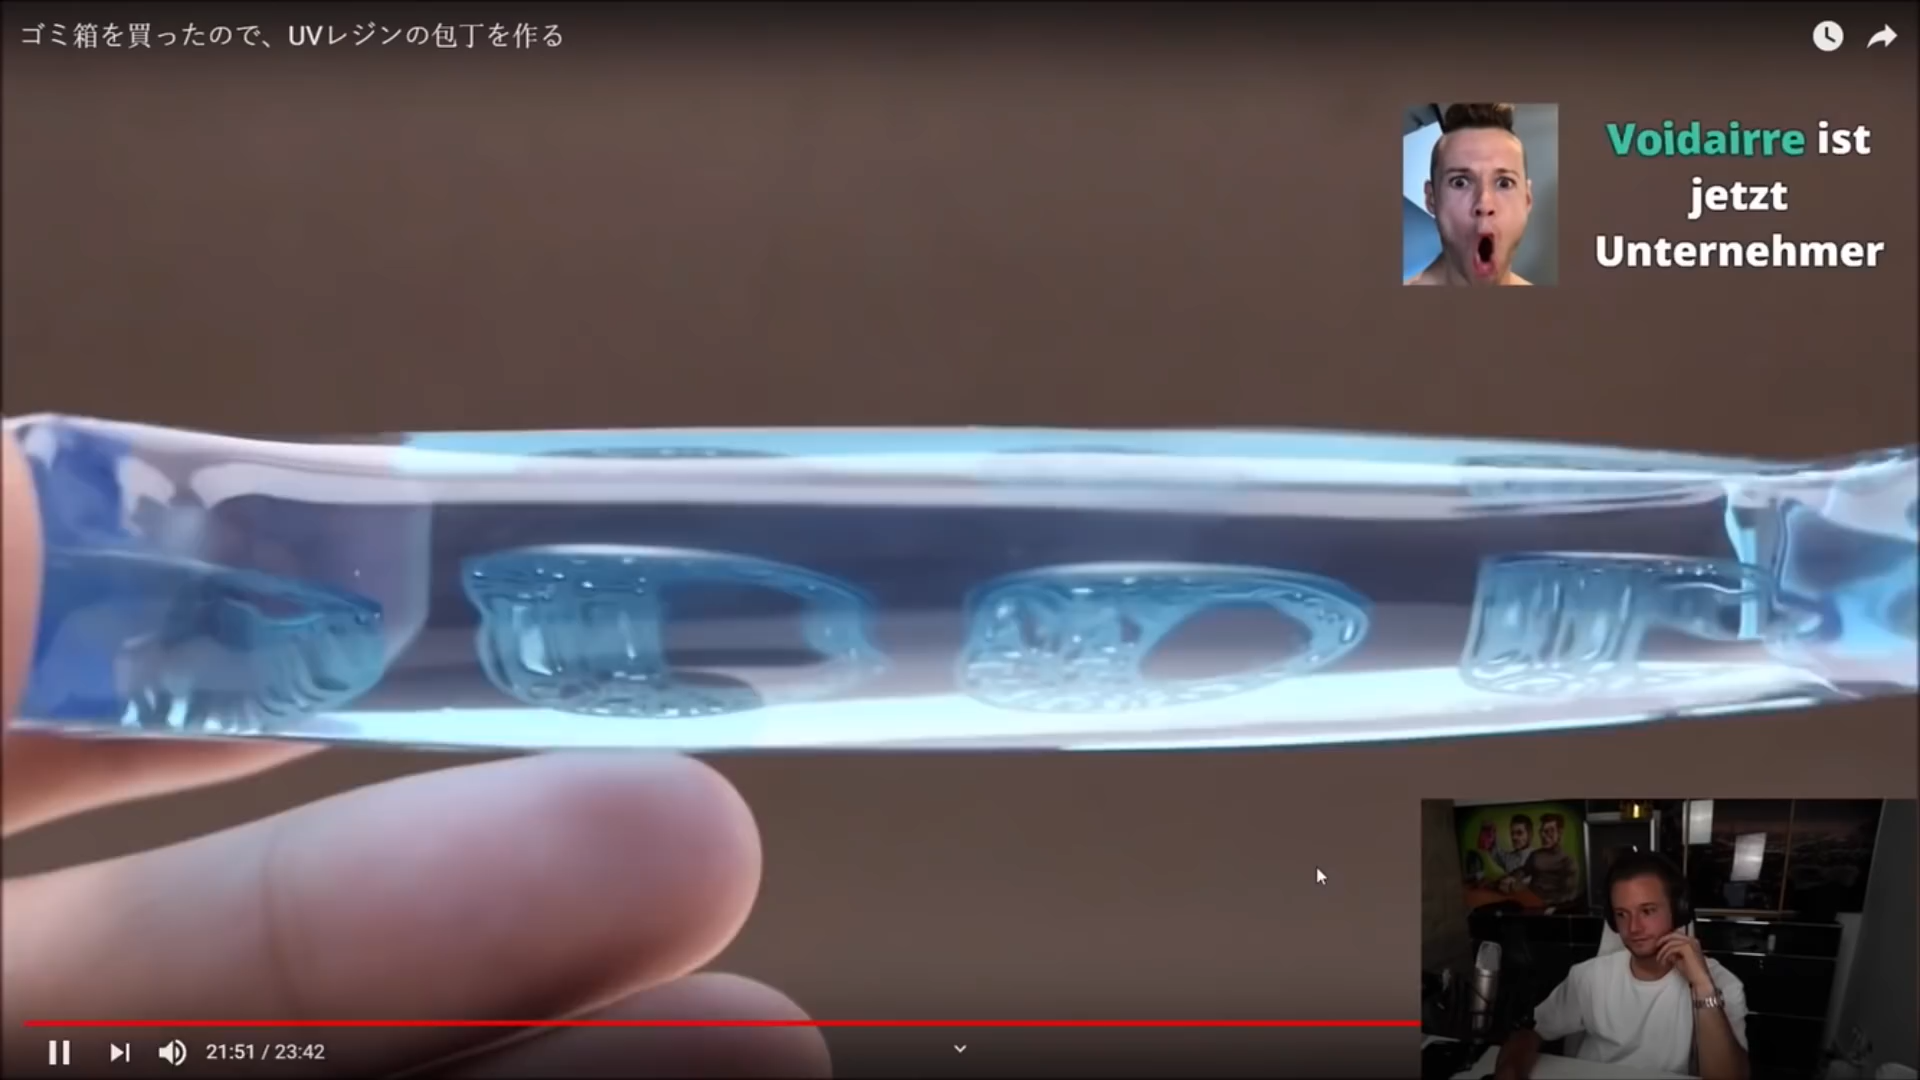 ゴミ箱を買ったので、UVレジンの包丁を作る
Voidairre ist
jetzt
Unternehmer
21:51 / 23:42